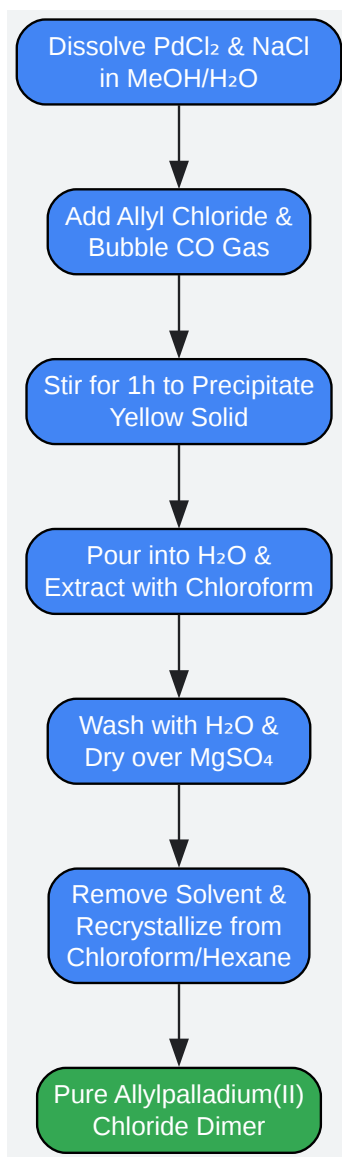 Dissolve PdCl₂ & NaCl
in MeOH/H₂O
Add Allyl Chloride &
Bubble CO Gas
Stir for 1h to Precipitate
Yellow Solid
Pour into H₂O &
Extract with Chloroform
Wash with H₂O &
Dry over MgSO₄
Remove Solvent &
Recrystallize from
Chloroform/Hexane
Pure Allylpalladium(II)
Chloride Dimer